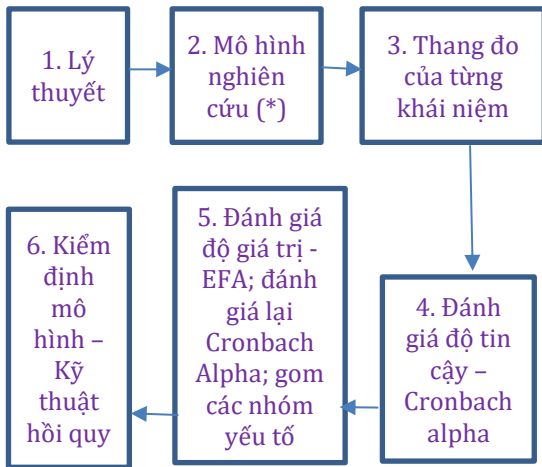 1. Lý
thuyết
2. Mô hình
nghiên
cứu (*)
3. Thang đo
của từng
khái niệm
4. Đánh
giá độ tin
cậy –
Cronbach
alpha
5. Đánh giá
độ giá trị -
EFA; đánh
giá lại
Cronbach
Alpha; gom
các nhóm
yếu tố
6. Kiểm
định
mô
hình –
Kỹ
thuật
hồi quy